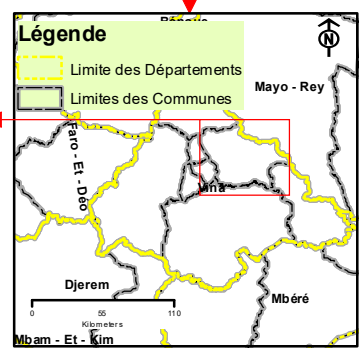 Légende
Limite des Départements
Limites des Communes
N
Bénoué
Mayo - Rey
Faro - Et - Déo
Vina
Djerem
Mbéré
0 55 110
Kilometers
Mbam - Et - Kim